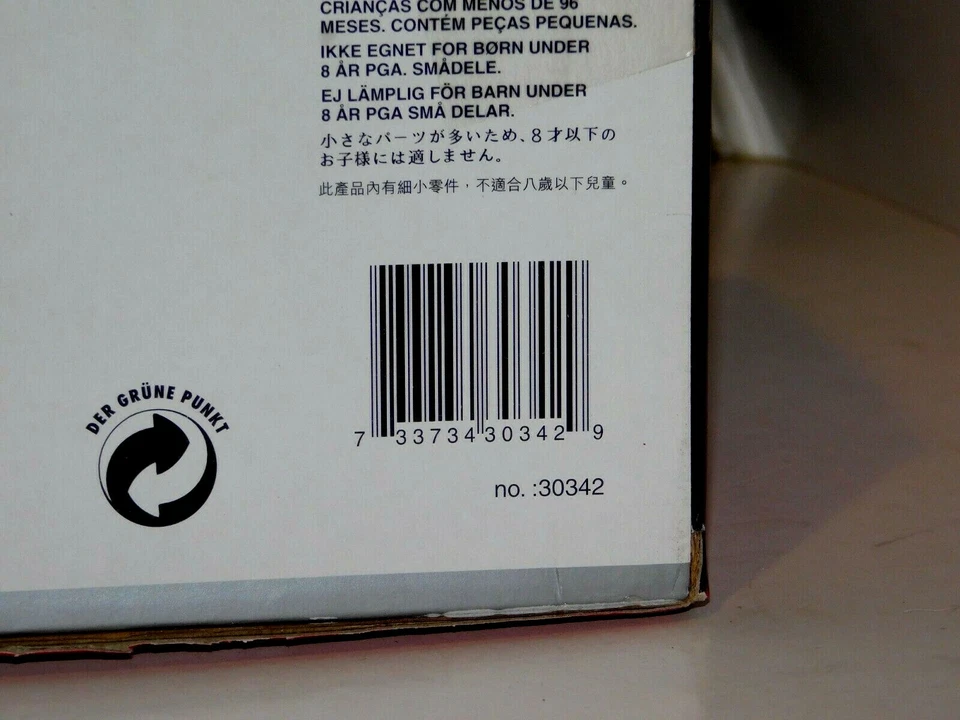 CRIANÇAS COM MENOS DE 96
MESES. CONTÉM PEÇAS PEQUENAS.
IKKE EGNET FOR BØRN UNDER
8 ÅR PGA. SMÅDELE.
EJ LÄMPLIG FÖR BARN UNDER
8 ÅR PGA SMÅ DELAR.
小さなパーツが多いため、8才以下の
お子様には適しません。
此產品內有細小零件，不適合八歲以下兒童。
DER GRÜNE PUNKT
7 33734 30342 9
no. :30342